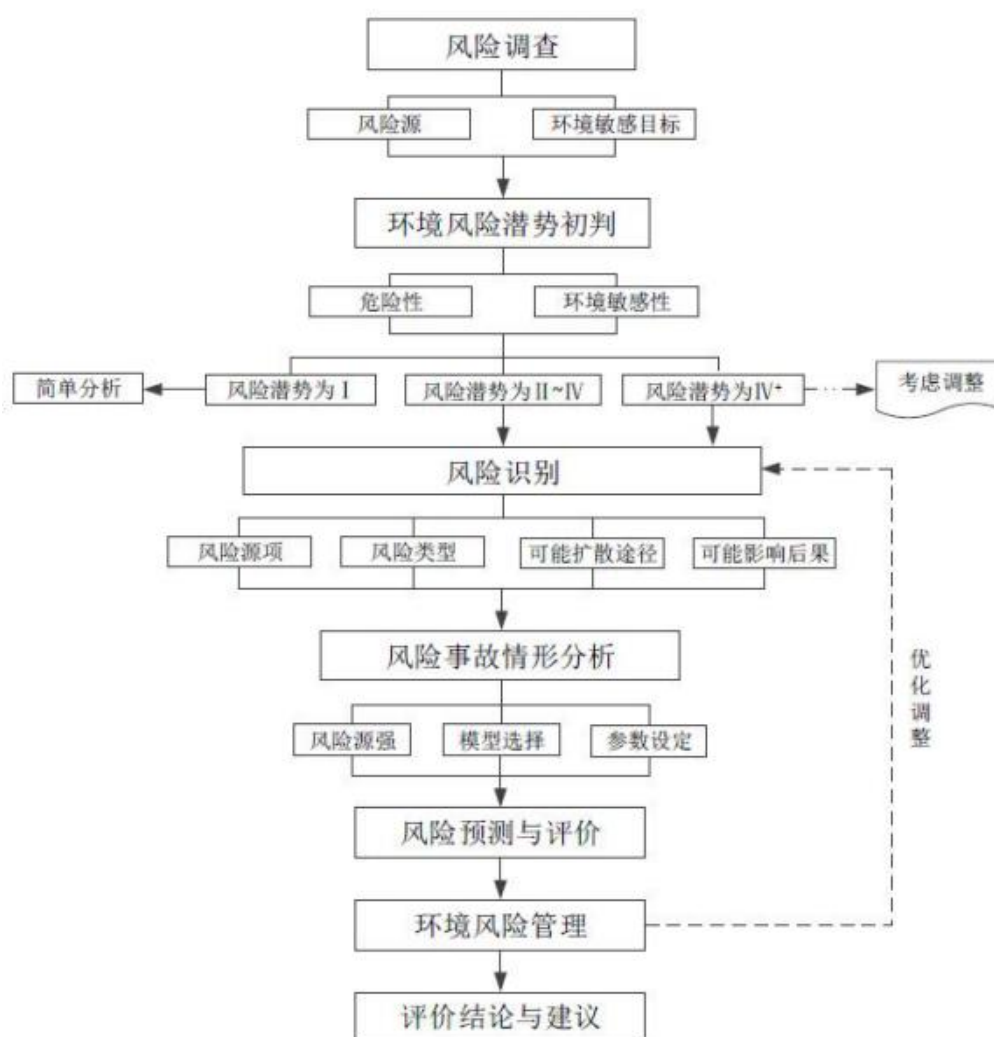 风险调查
风险源
环境敏感目标
环境风险潜势初判
危险性
环境敏感性
简单分析
风险潜势为Ⅰ
风险潜势为Ⅱ~Ⅳ
风险潜势为Ⅳ⁺
考虑调整
风险识别
风险源项
风险类型
可能扩散途径
可能影响后果
风险事故情形分析
优化调整
风险源强
模型选择
参数设定
风险预测与评价
环境风险管理
评价结论与建议